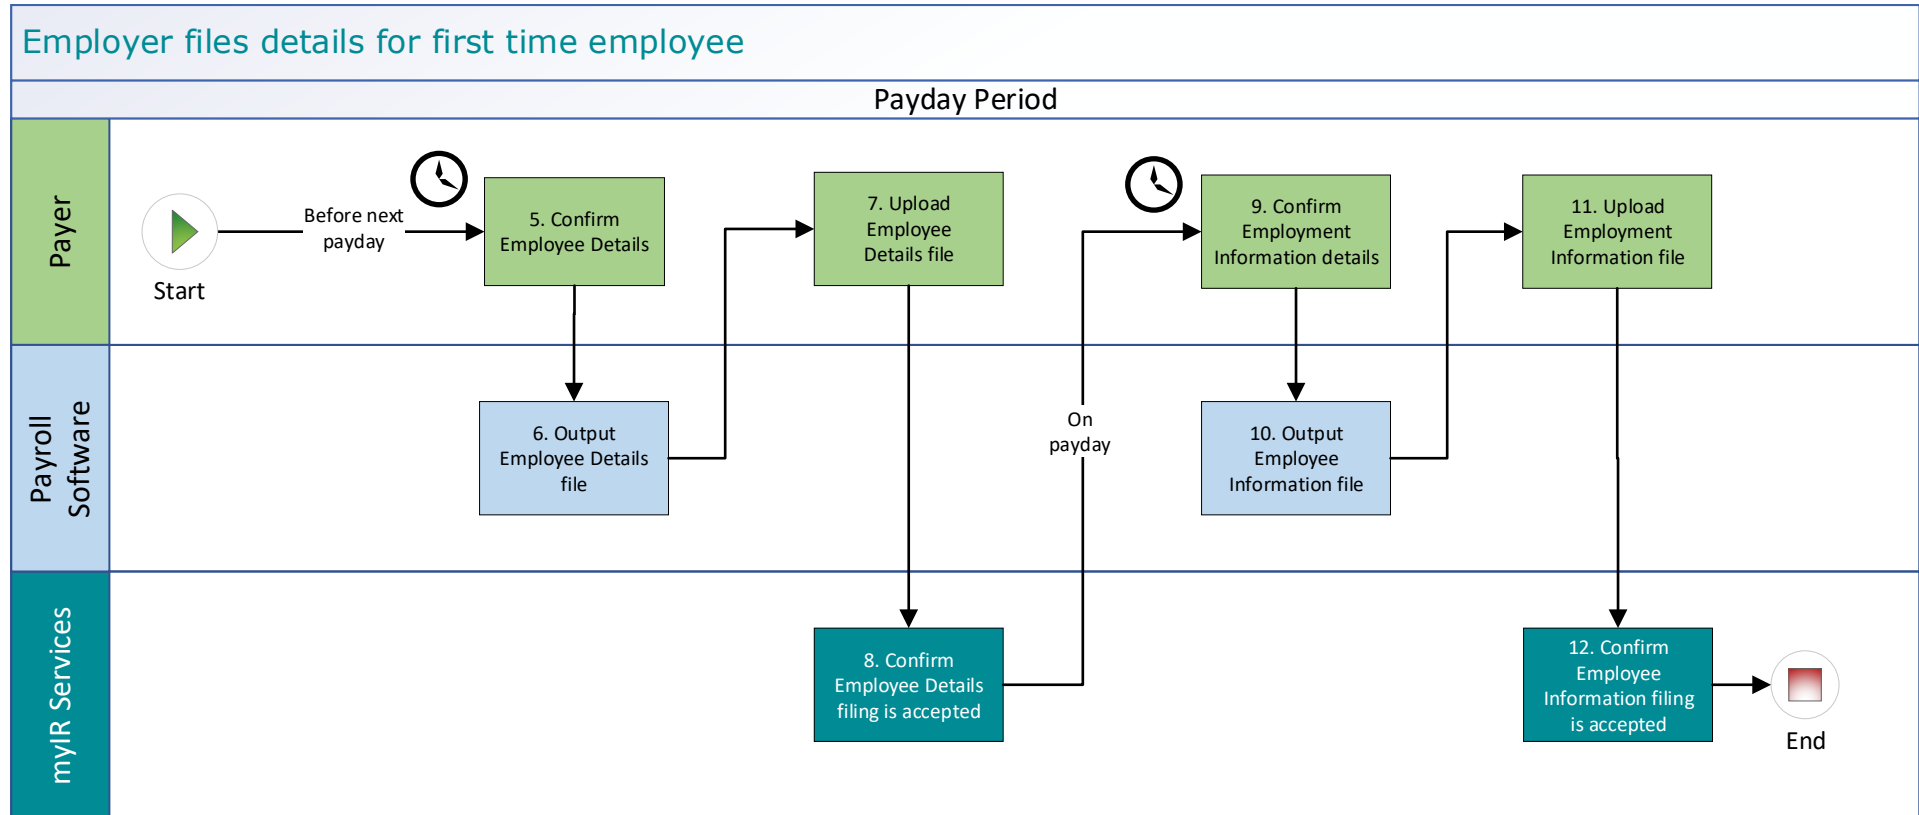 Employer files details for first time employee
Payday Period
Payer
Start
Before next
payday
5. Confirm
Employee Details
7. Upload
Employee
Details file
9. Confirm
Employment
Information details
11. Upload
Employment
Information file
Payroll
Software
6. Output
Employee Details
file
On
payday
10. Output
Employee
Information file
myIR Services
8. Confirm
Employee Details
filing is accepted
12. Confirm
Employee
Information filing
is accepted
End